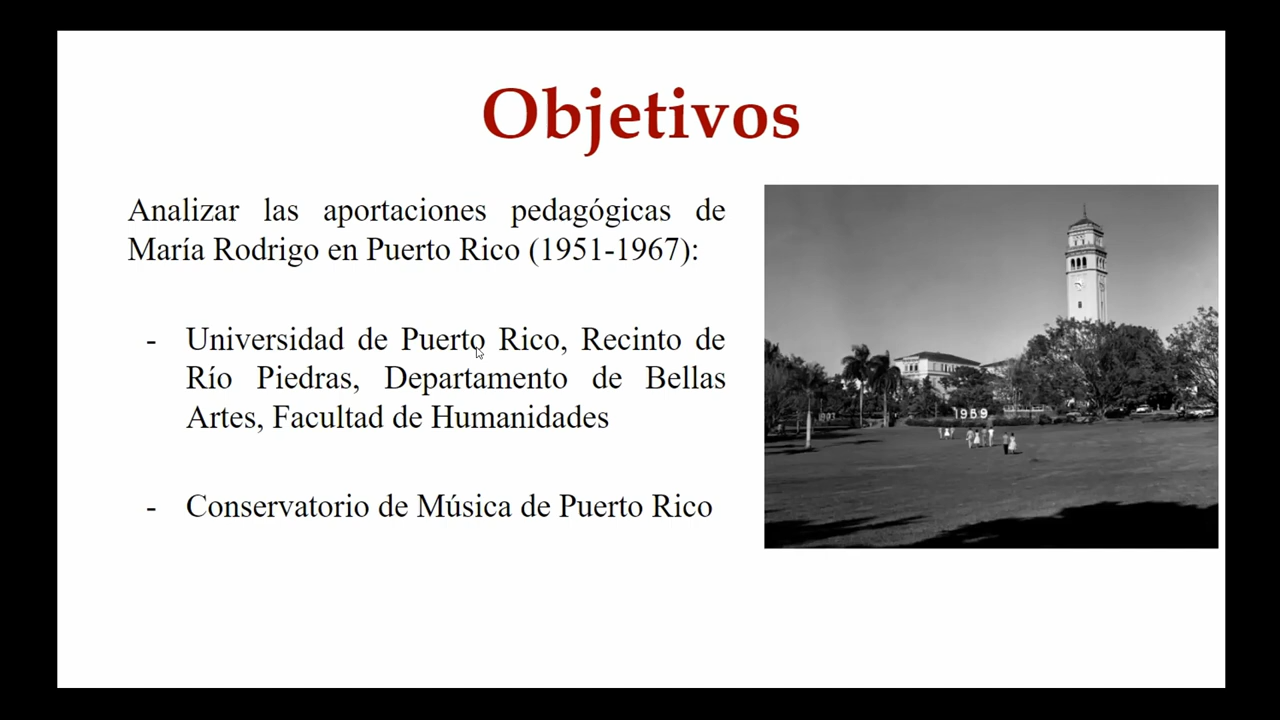 Objetivos
Analizar las aportaciones pedagógicas de
María Rodrigo en Puerto Rico (1951-1967):
- Universidad de Puerto Rico, Recinto de
Río Piedras, Departamento de Bellas
Artes, Facultad de Humanidades
- Conservatorio de Música de Puerto Rico
1959